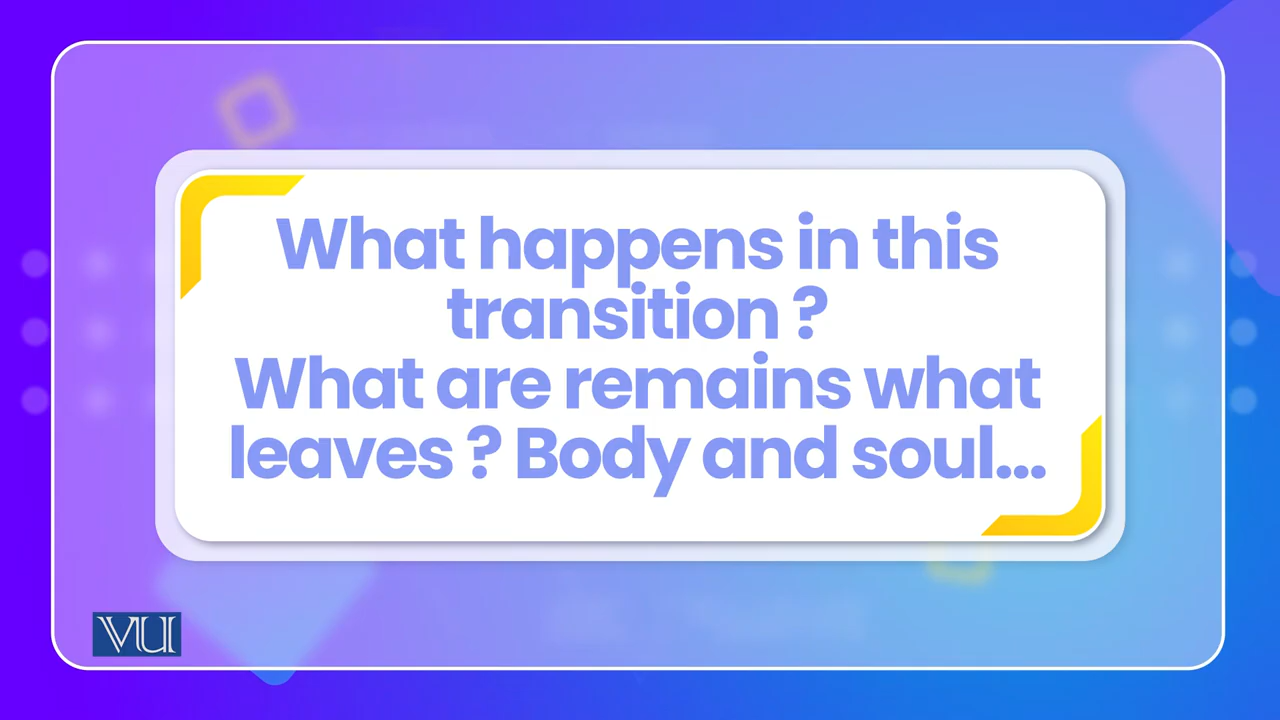 What happens in this
transition ?
What are remains what
leaves ? Body and soul...
VU